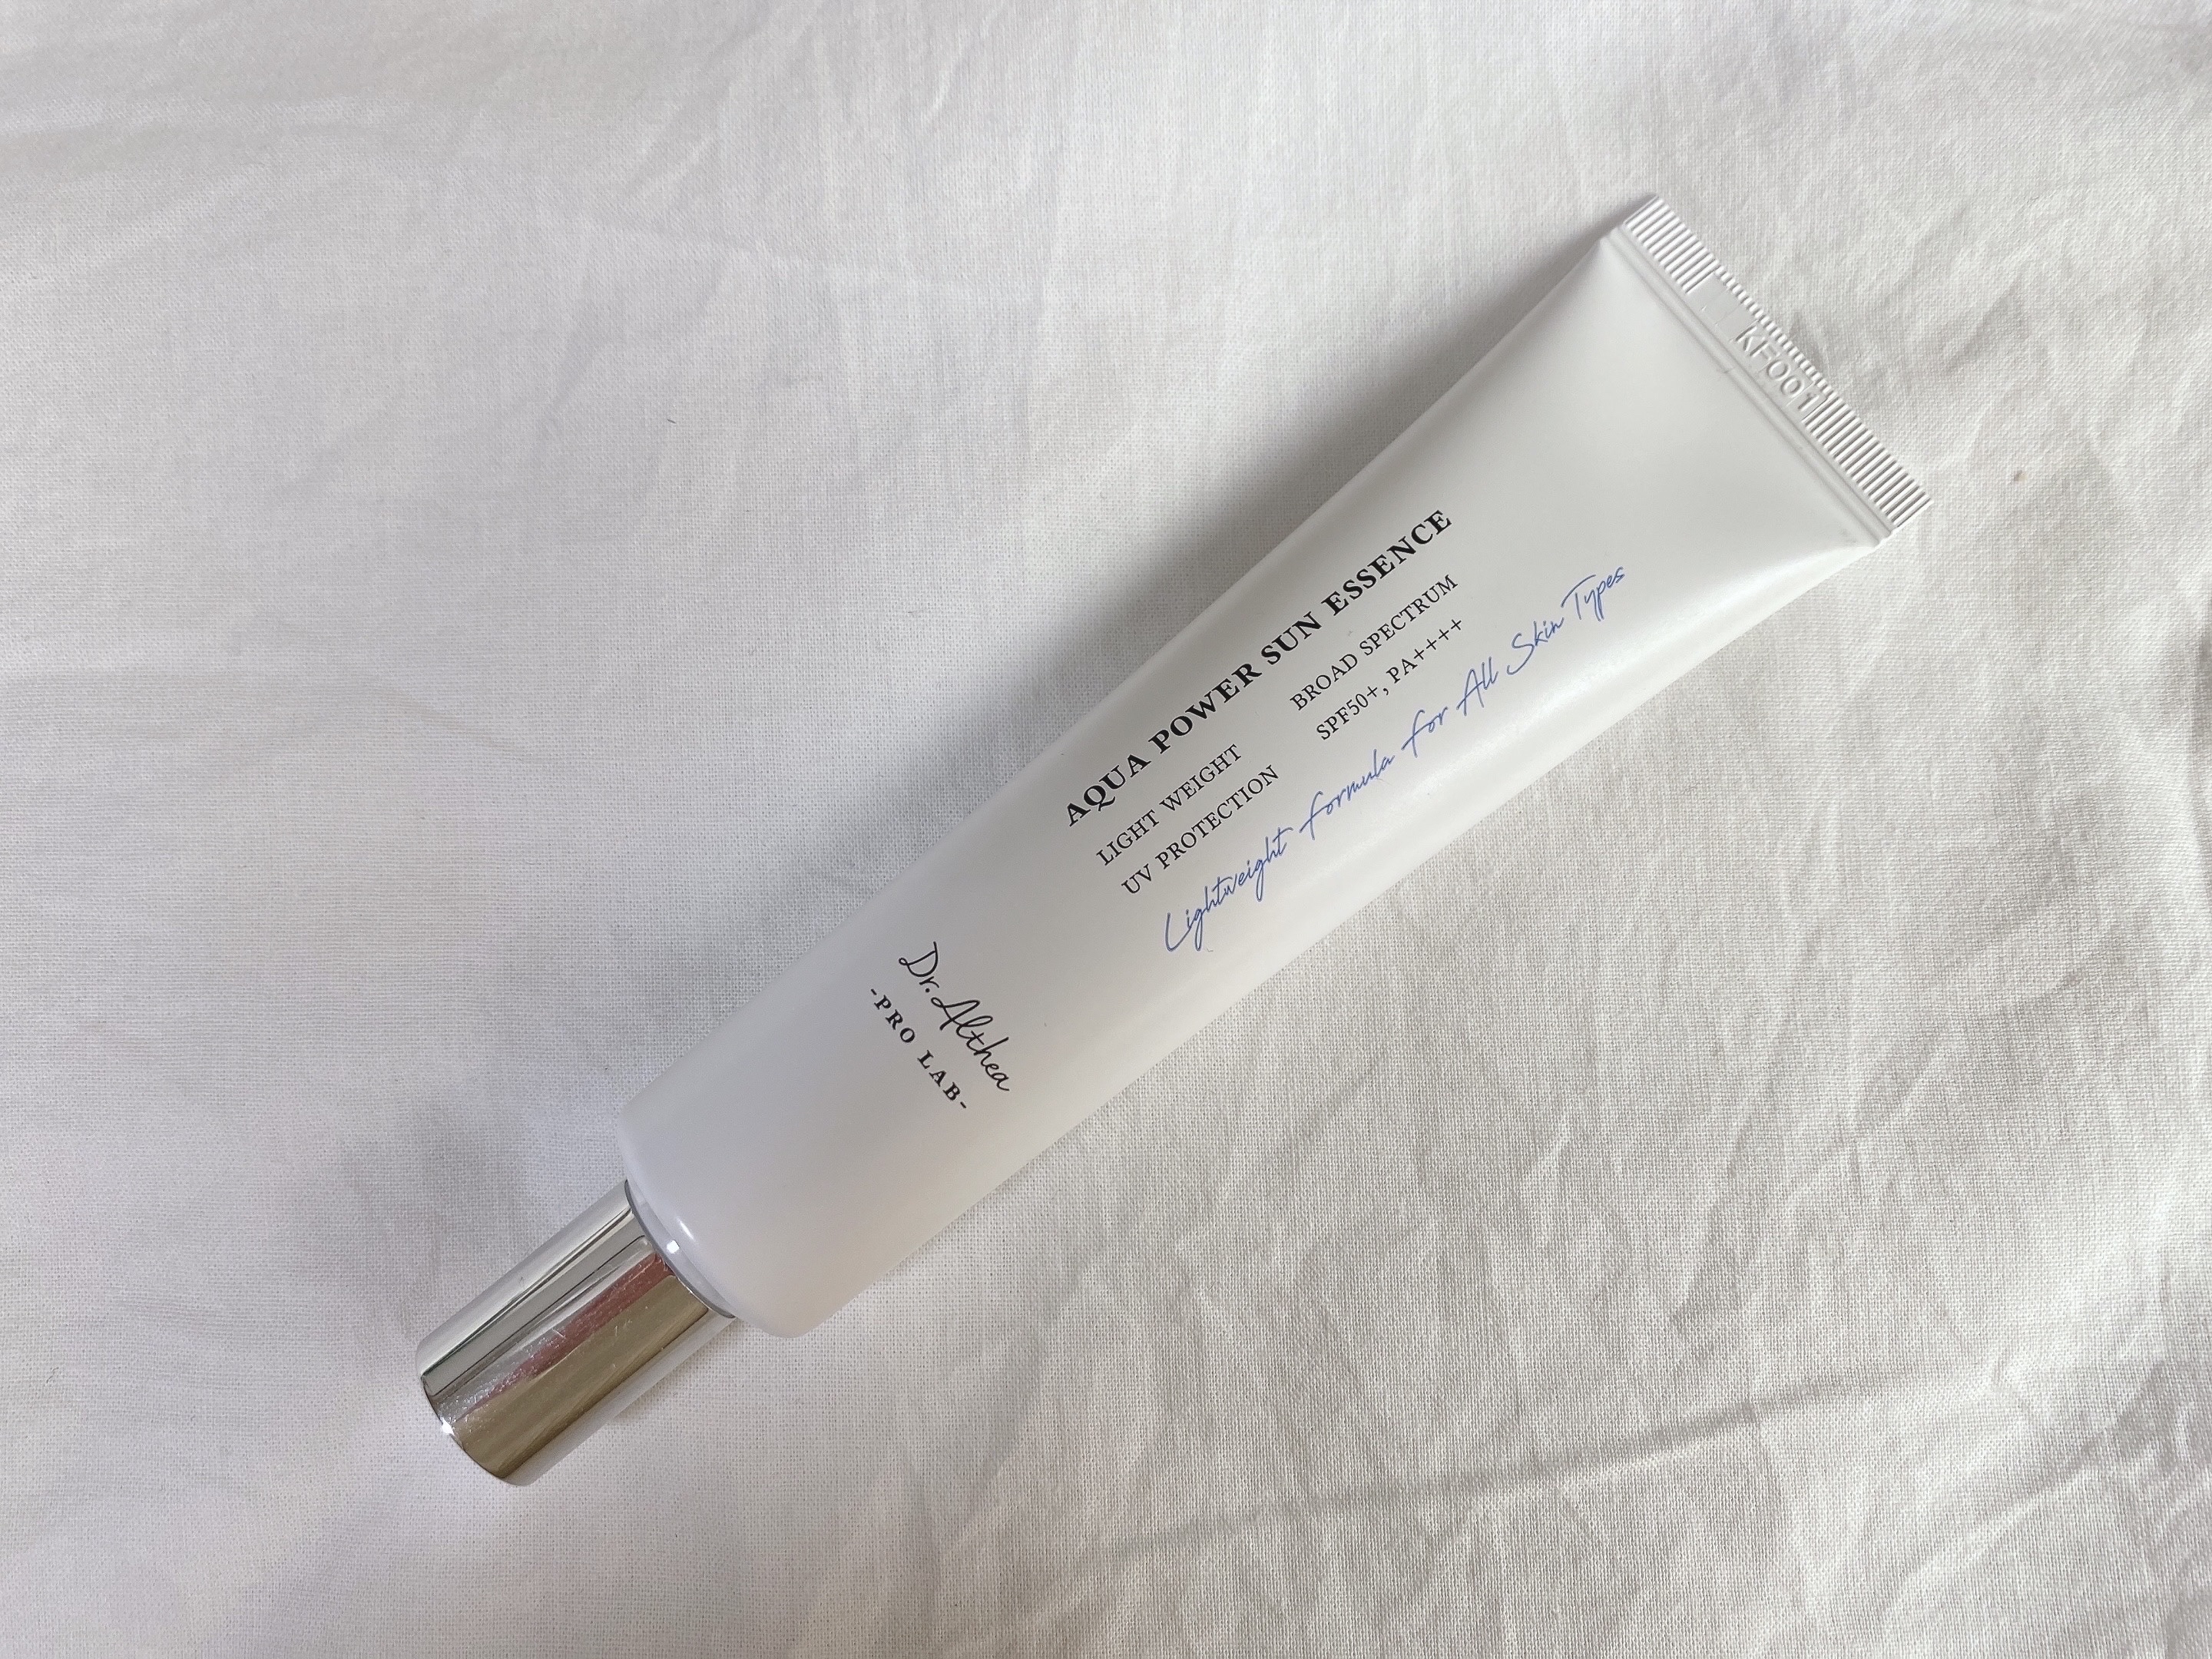 AQUA POWER SUN ESSENCE
LIGHT WEIGHT
UV PROTECTION
BROAD SPECTRUM
SPF50+, PA++++
Lightweight Formula For All Skin Types
Dr.Althea
-PRO LAB-
KF001